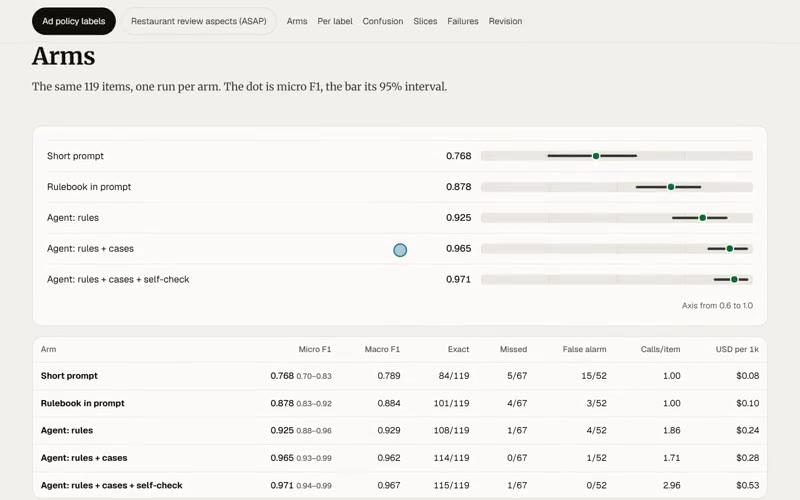 Ad policy labels Restaurant review aspects (ASAP) Arms Per label Confusion Slices Failures Revision
Arms
The same 119 items, one run per arm. The dot is micro F1, the bar its 95% interval.
Short prompt 0.768
Rulebook in prompt 0.878
Agent: rules 0.925
Agent: rules + cases 0.965
Agent: rules + cases + self-check 0.971
Axis from 0.6 to 1.0
Arm Micro F1 Macro F1 Exact Missed False alarm Calls/item USD per 1k
Short prompt 0.768 0.70–0.83 0.789 84/119 5/67 15/52 1.00 $0.08
Rulebook in prompt 0.878 0.83–0.92 0.884 101/119 4/67 3/52 1.00 $0.10
Agent: rules 0.925 0.88–0.96 0.929 108/119 1/67 4/52 1.86 $0.24
Agent: rules + cases 0.965 0.93–0.99 0.962 114/119 0/67 1/52 1.71 $0.28
Agent: rules + cases + self-check 0.971 0.94–0.99 0.967 115/119 1/67 0/52 2.96 $0.53